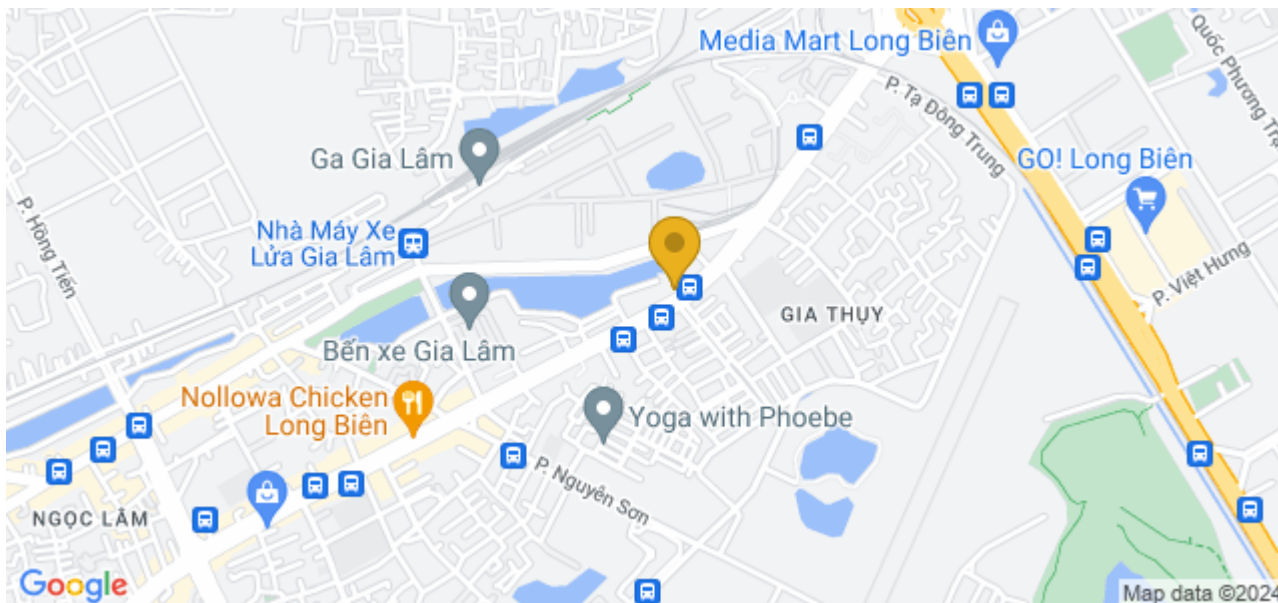 Media Mart Long Biên
Quốc Phương Trạ
P. Tạ Đông Trung
Ga Gia Lâm
GO! Long Biên
P. Hồng Tiến
Nhà Máy Xe
Lửa Gia Lâm
P. Việt Hưng
GIA THỤY
Bến xe Gia Lâm
Nollowa Chicken
Long Biên
Yoga with Phoebe
P. Nguyễn Sơn
NGỌC LÂM
Google
Map data ©2024